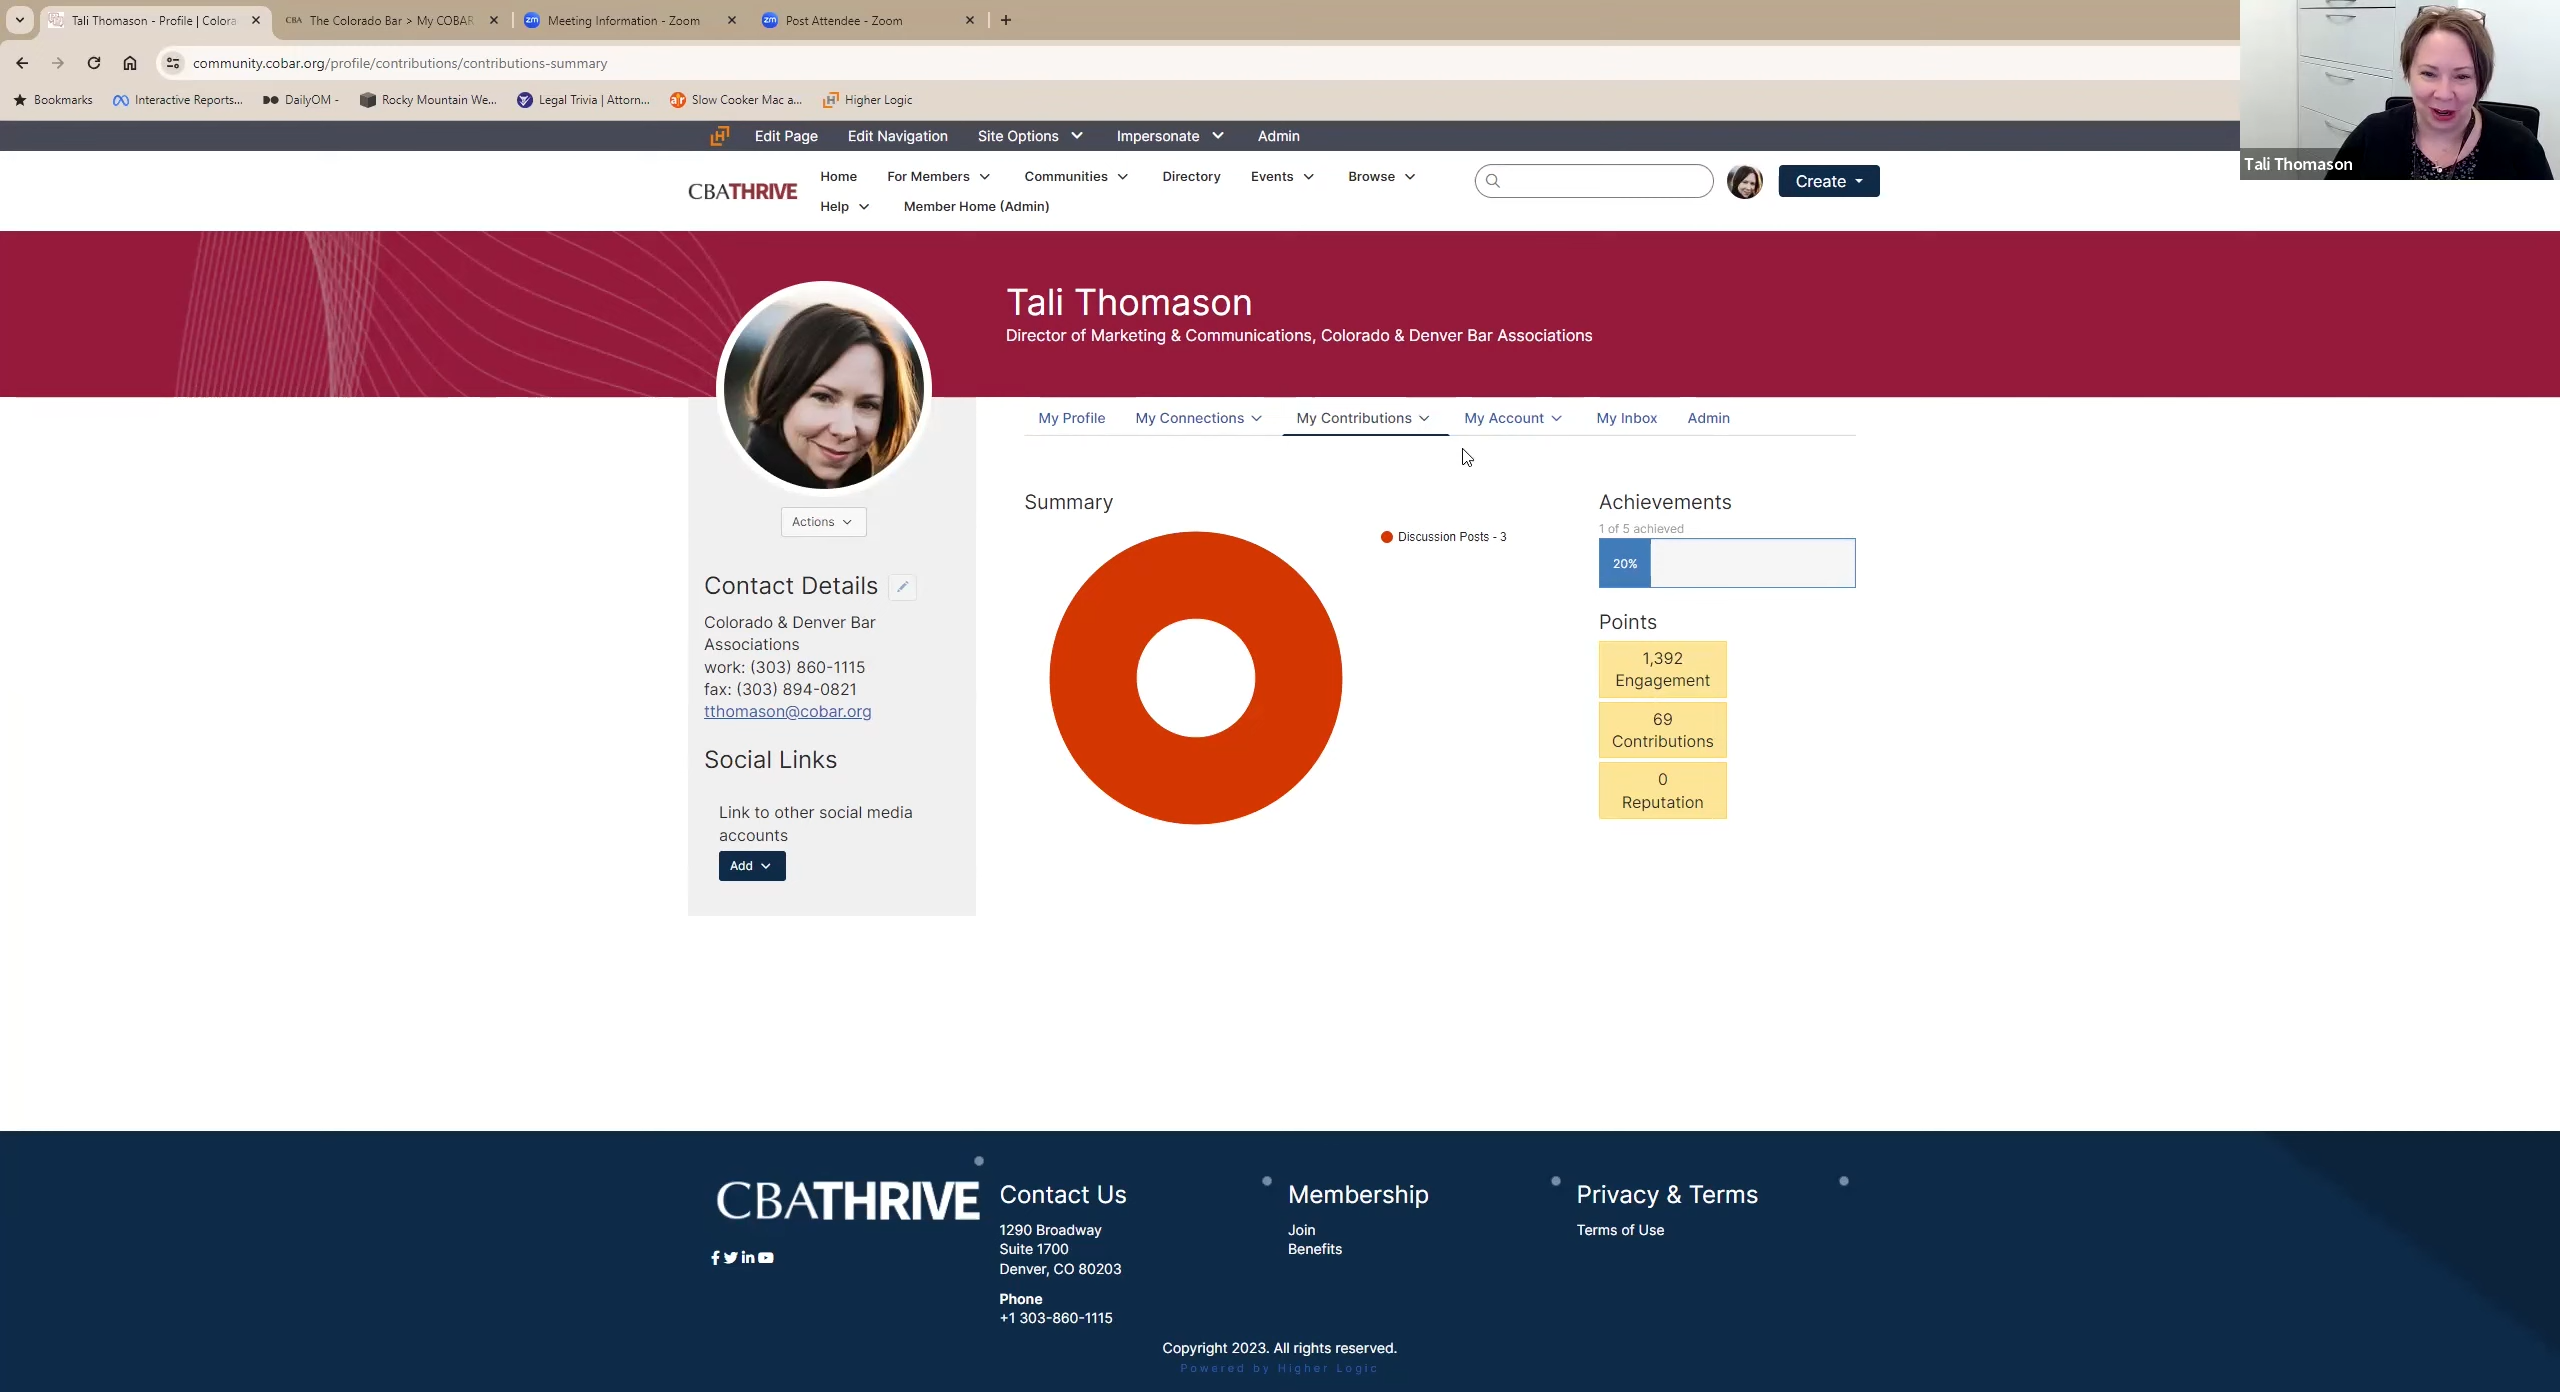 Tali Thomason - Profile | Colora
CBA The Colorado Bar > My COBAR
zm Meeting Information - Zoom
zm Post Attendee - Zoom
community.cobar.org/profile/contributions/contributions-summary
Bookmarks
Interactive Reports...
DailyOM -
Rocky Mountain We...
Legal Trivia | Attorn...
Slow Cooker Mac a...
Higher Logic
Edit Page
Edit Navigation
Site Options
Impersonate
Admin
CBATHRIVE
Home
For Members
Communities
Directory
Events
Browse
Help
Member Home (Admin)
Create
Tali Thomason
Tali Thomason
Director of Marketing & Communications, Colorado & Denver Bar Associations
My Profile
My Connections
My Contributions
My Account
My Inbox
Admin
Actions
Contact Details
Colorado & Denver Bar
Associations
work: (303) 860-1115
fax: (303) 894-0821
tthomason@cobar.org
Social Links
Link to other social media
accounts
Add
Summary
Discussion Posts - 3
Achievements
1 of 5 achieved
20%
Points
1,392
Engagement
69
Contributions
0
Reputation
CBATHRIVE
Contact Us
1290 Broadway
Suite 1700
Denver, CO 80203
Phone
+1 303-860-1115
Membership
Join
Benefits
Privacy & Terms
Terms of Use
Copyright 2023. All rights reserved.
Powered by Higher Logic